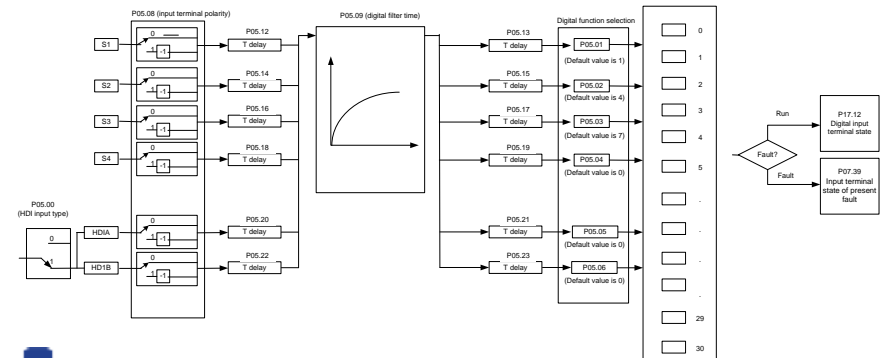 P05.08 (input terminal polarity)
P05.09 (digital filter time)
Digital function selection
S1
0
1
-1
P05.12
T delay
P05.13
T delay
P05.01
(Default value is 1)
S2
0
1
-1
P05.14
T delay
P05.15
T delay
P05.02
(Default value is 4)
S3
0
1
-1
P05.16
T delay
P05.17
T delay
P05.03
(Default value is 7)
S4
0
1
-1
P05.18
T delay
P05.19
T delay
P05.04
(Default value is 0)
P05.00
(HDI input type)
0
1
HDIA
0
1
-1
P05.20
T delay
P05.21
T delay
P05.05
(Default value is 0)
HD1B
0
1
-1
P05.22
T delay
P05.23
T delay
P05.06
(Default value is 0)
0
1
2
3
4
5
.
.
.
.
29
30
Fault?
Run
P17.12
Digital input
terminal state
Fault
P07.39
Input terminal
state of present
fault